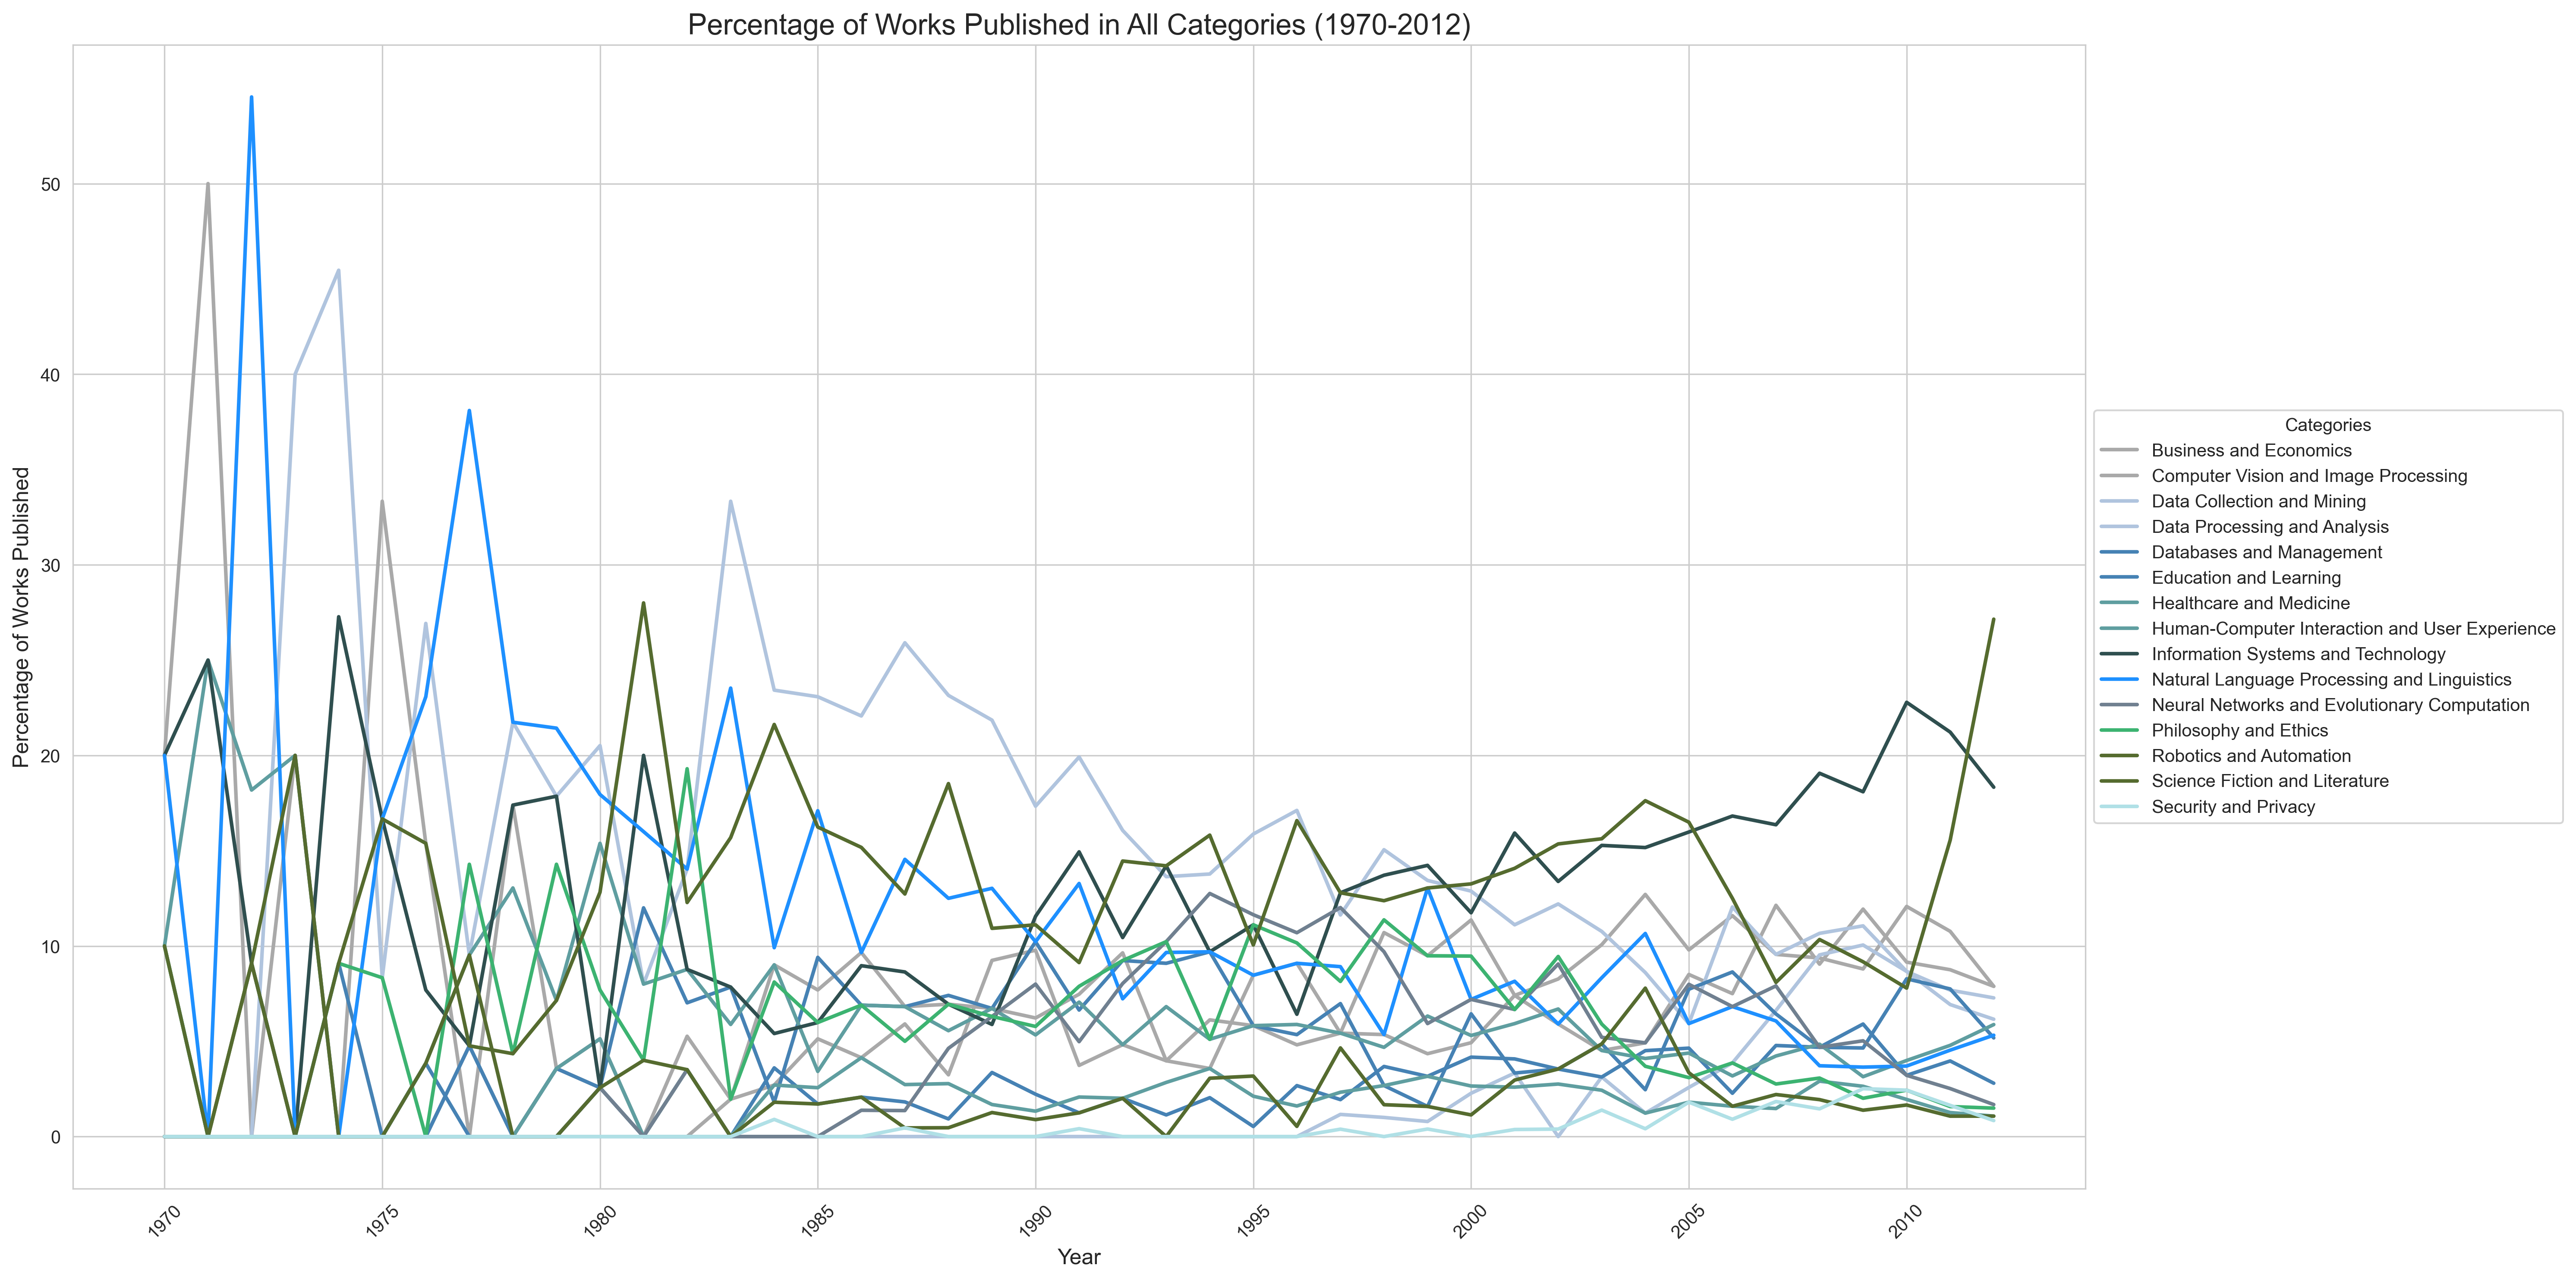 Percentage of Works Published in All Categories (1970-2012)
Percentage of Works Published
50
40
30
20
10
0
1970
1975
1980
1985
1990
1995
2000
2005
2010
Year
Categories
Business and Economics
Computer Vision and Image Processing
Data Collection and Mining
Data Processing and Analysis
Databases and Management
Education and Learning
Healthcare and Medicine
Human-Computer Interaction and User Experience
Information Systems and Technology
Natural Language Processing and Linguistics
Neural Networks and Evolutionary Computation
Philosophy and Ethics
Robotics and Automation
Science Fiction and Literature
Security and Privacy